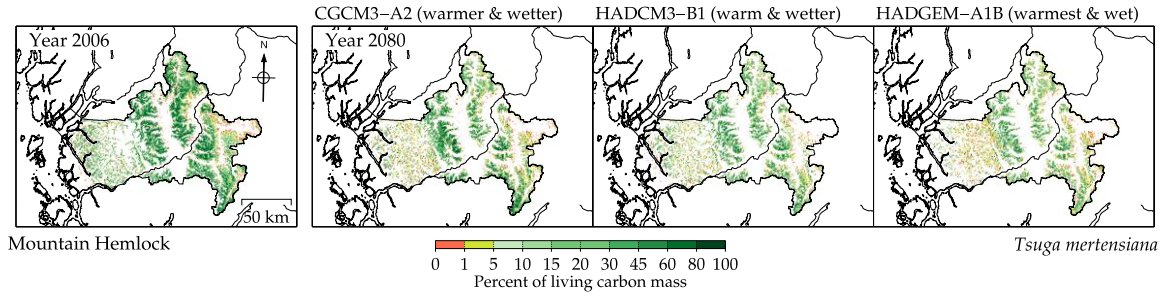 CGCM3−A2 (warmer & wetter) HADCM3−B1 (warm & wetter) HADGEM−A1B (warmest & wet)
Year 2006 Year 2080
N
50 km
Mountain Hemlock Tsuga mertensiana
0 1 5 10 15 20 30 45 60 80 100
Percent of living carbon mass